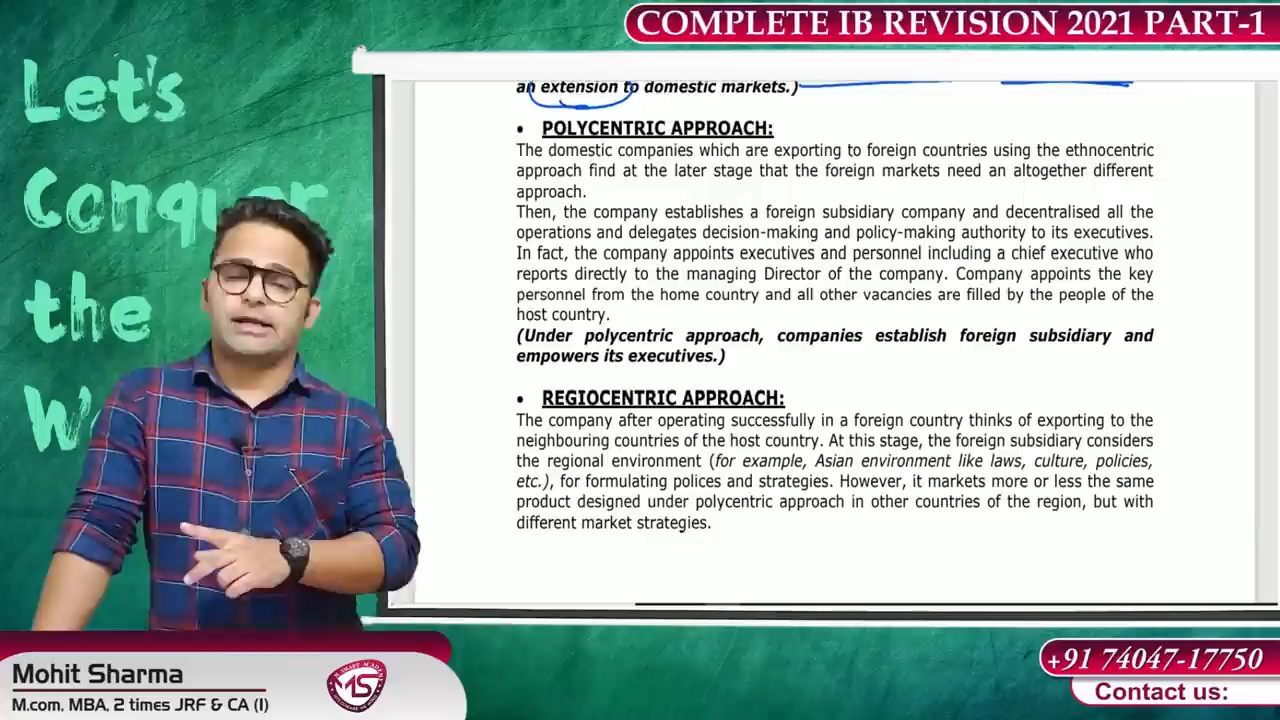 COMPLETE IB REVISION 2021 PART-1
Let's
Conquer
the
an extension to domestic markets.)
• POLYCENTRIC APPROACH:
The domestic companies which are exporting to foreign countries using the ethnocentric
approach find at the later stage that the foreign markets need an altogether different
approach.
Then, the company establishes a foreign subsidiary company and decentralised all the
operations and delegates decision-making and policy-making authority to its executives.
In fact, the company appoints executives and personnel including a chief executive who
reports directly to the managing Director of the company. Company appoints the key
personnel from the home country and all other vacancies are filled by the people of the
host country.
(Under polycentric approach, companies establish foreign subsidiary and
empowers its executives.)
• REGIOCENTRIC APPROACH:
The company after operating successfully in a foreign country thinks of exporting to the
neighbouring countries of the host country. At this stage, the foreign subsidiary considers
the regional environment (for example, Asian environment like laws, culture, policies,
etc.), for formulating polices and strategies. However, it markets more or less the same
product designed under polycentric approach in other countries of the region, but with
different market strategies.
Mohit Sharma
M.com, MBA, 2 times JRF & CA (I)
MS
+91 74047-17750
Contact us: